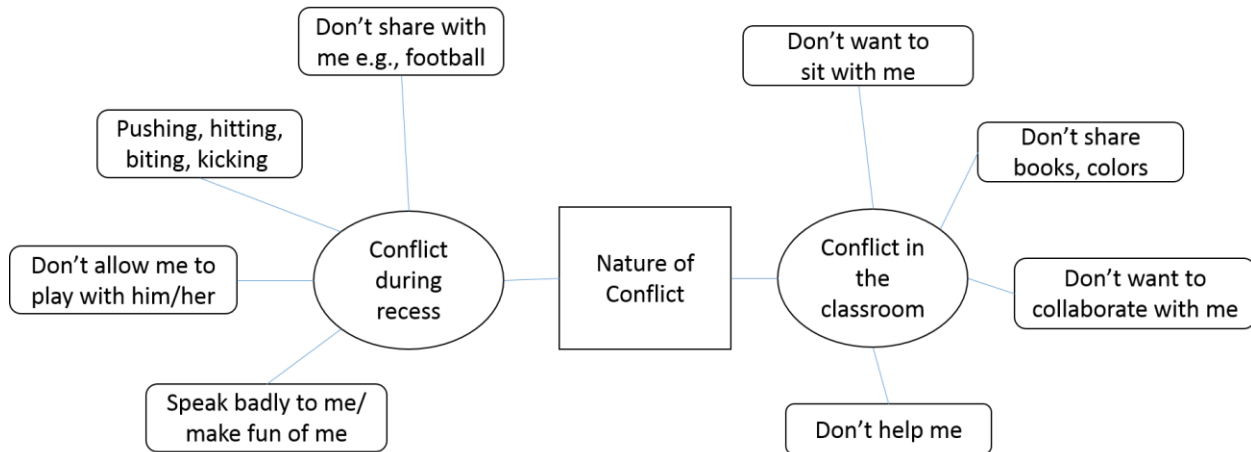 Don’t share with
me e.g., football
Pushing, hitting,
biting, kicking
Don’t allow me to
play with him/her
Speak badly to me/
make fun of me
Conflict
during
recess
Nature of
Conflict
Conflict in
the
classroom
Don’t want to
sit with me
Don’t share
books, colors
Don’t want to
collaborate with me
Don’t help me